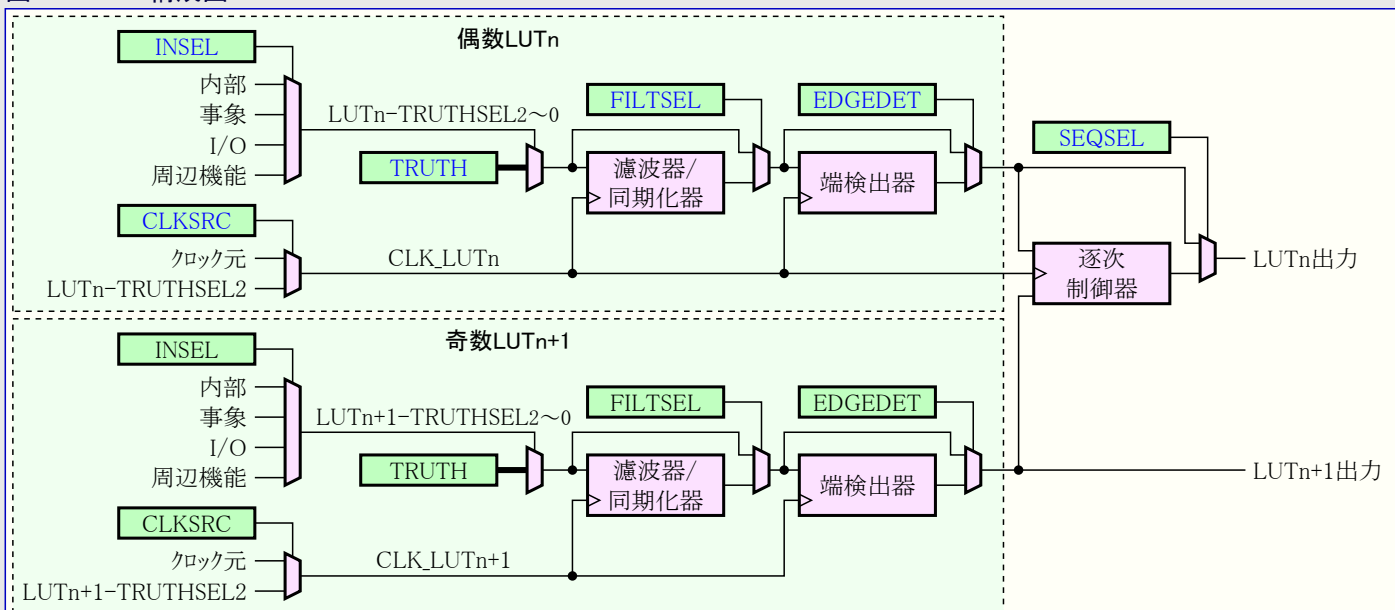 偶数LUTn
INSEL
内部
事象
I/O
周辺機能
LUTn-TRUTHSEL2～0
TRUTH
FILTSEL
濾波器/
同期化器
EDGEDET
端検出器
SEQSEL
CLKSRC
クロック元
LUTn-TRUTHSEL2
CLK_LUTn
逐次
制御器
LUTn出力
奇数LUTn+1
INSEL
内部
事象
I/O
周辺機能
LUTn+1-TRUTHSEL2～0
TRUTH
FILTSEL
濾波器/
同期化器
EDGEDET
端検出器
LUTn+1出力
CLKSRC
クロック元
LUTn+1-TRUTHSEL2
CLK_LUTn+1